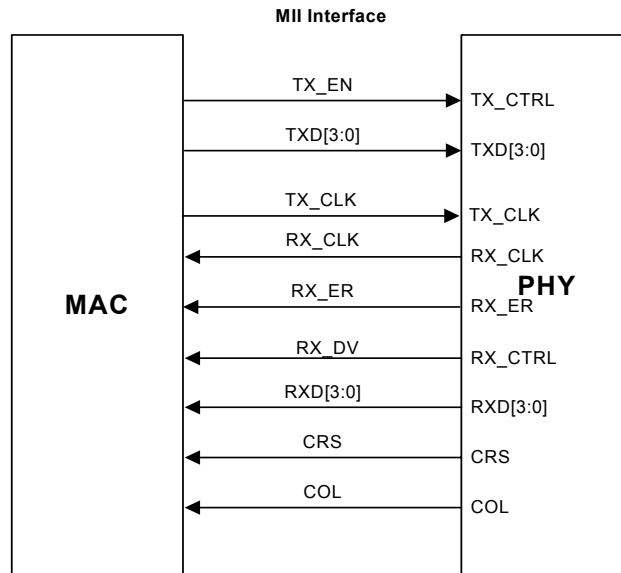 MII Interface
TX_EN
TX_CTRL
TXD[3:0]
TXD[3:0]
TX_CLK
TX_CLK
RX_CLK
RX_CLK
MAC
PHY
RX_ER
RX_ER
RX_DV
RX_CTRL
RXD[3:0]
RXD[3:0]
CRS
CRS
COL
COL